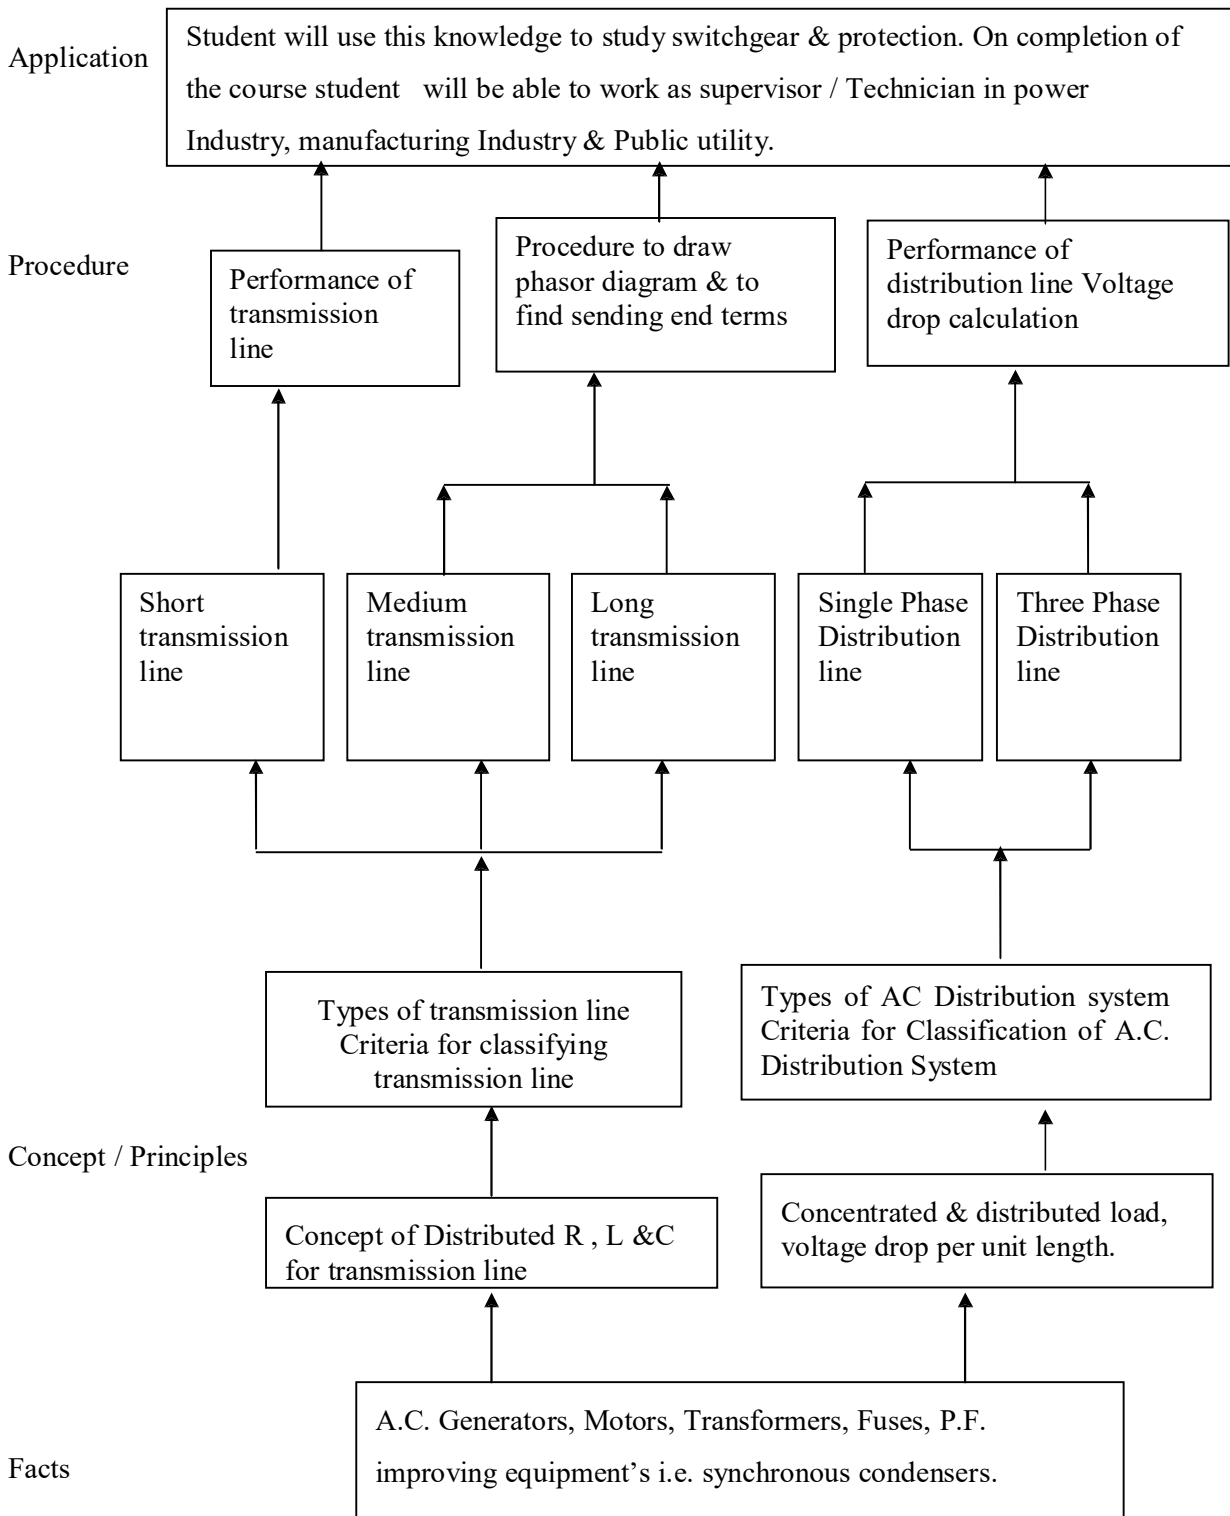 Application
Student will use this knowledge to study switchgear & protection. On completion of
the course student will be able to work as supervisor / Technician in power
Industry, manufacturing Industry & Public utility.
Procedure
Performance of
transmission
line
Procedure to draw
phasor diagram & to
find sending end terms
Performance of
distribution line Voltage
drop calculation
Short
transmission
line
Medium
transmission
line
Long
transmission
line
Single Phase
Distribution
line
Three Phase
Distribution
line
Types of transmission line
Criteria for classifying
transmission line
Types of AC Distribution system
Criteria for Classification of A.C.
Distribution System
Concept / Principles
Concept of Distributed R , L &C
for transmission line
Concentrated & distributed load,
voltage drop per unit length.
Facts
A.C. Generators, Motors, Transformers, Fuses, P.F.
improving equipment’s i.e. synchronous condensers.